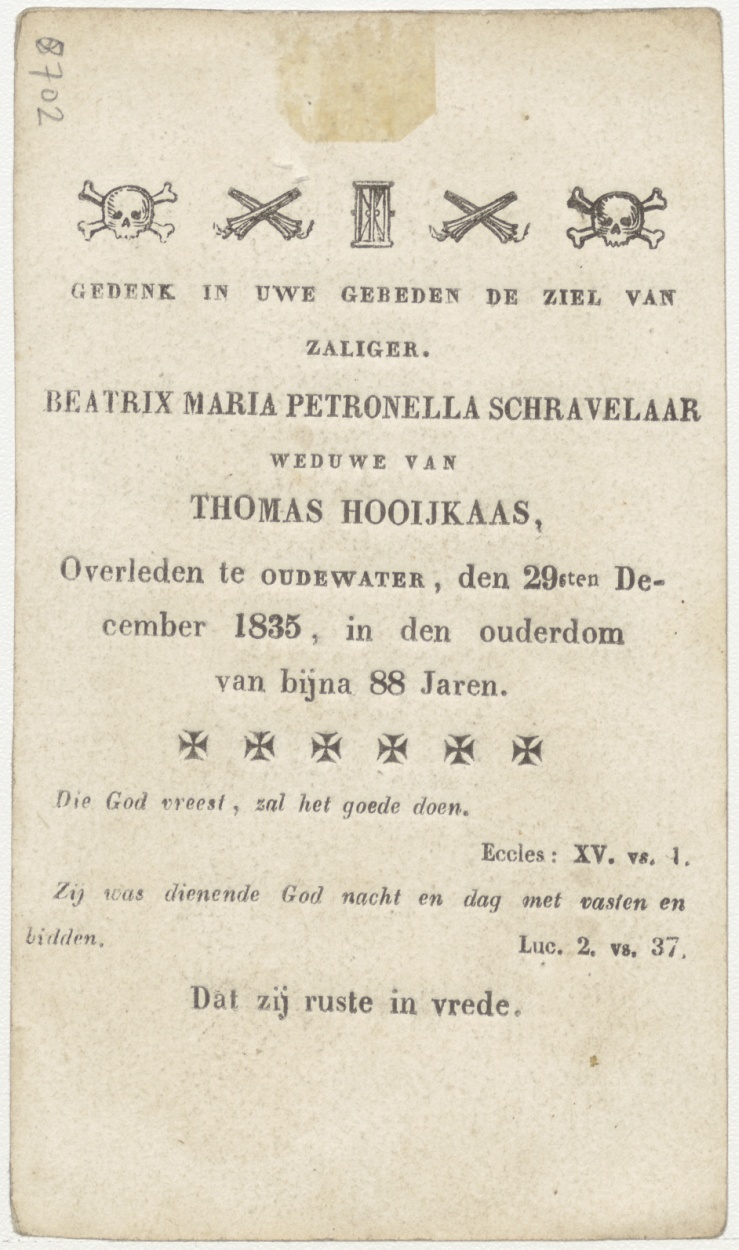 8702
GEDENK IN UWE GEBEDEN DE ZIEL VAN
ZALIGER.
BEATRIX MARIA PETRONELLA SCHRAVELAAR
WEDUWE VAN
THOMAS HOOIJKAAS,
Overleden te OUDEWATER, den 29sten De-
cember 1835, in den ouderdom
van bijna 88 Jaren.
✠ ✠ ✠ ✠ ✠ ✠
Die God vreest, zal het goede doen.
Eccles: XV. vs. 1.
Zij was dienende God nacht en dag met vasten en
bidden. Luc. 2. vs. 37.
Dat zij ruste in vrede.